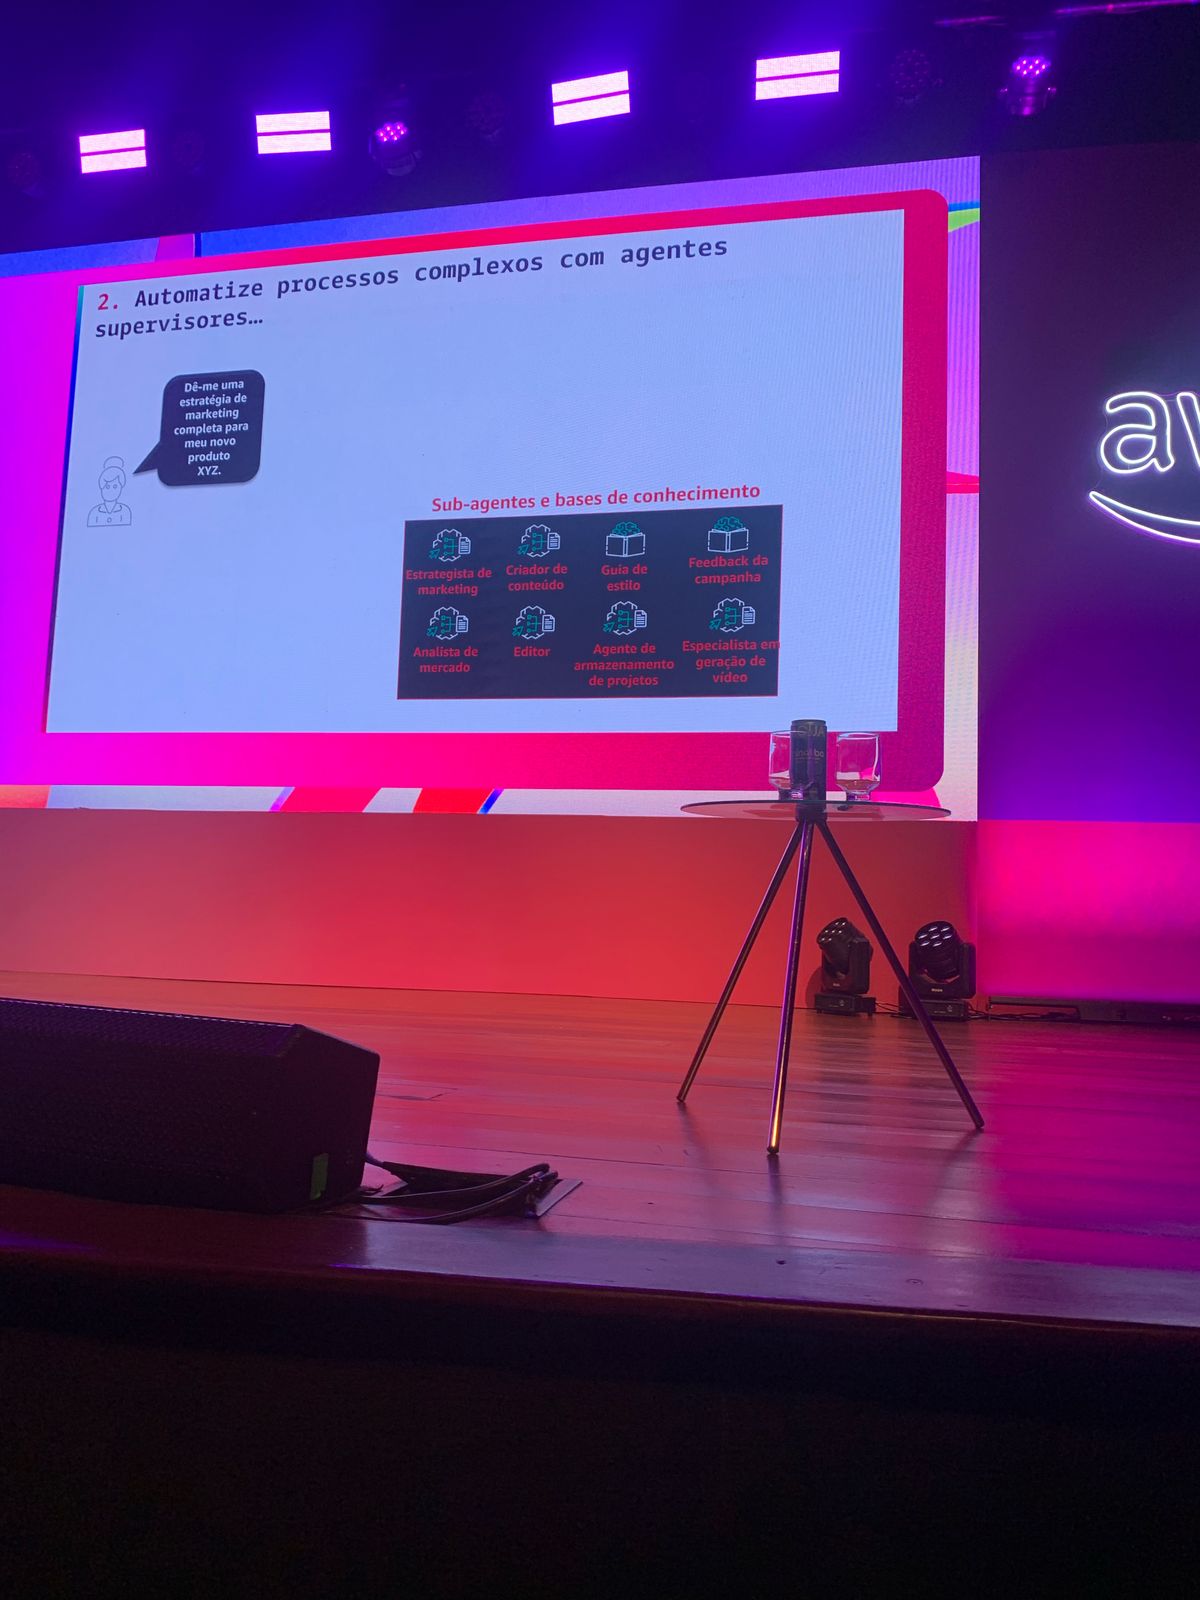 2. Automatize processos complexos com agentes
supervisores…
Dê-me uma
estratégia de
marketing
completa para
meu novo
produto
XYZ.
Sub-agentes e bases de conhecimento
Estrategista de
marketing
Criador de
conteúdo
Guia de
estilo
Feedback da
campanha
Analista de
mercado
Editor
Agente de
armazenamento
de projetos
Especialista em
geração de
vídeo